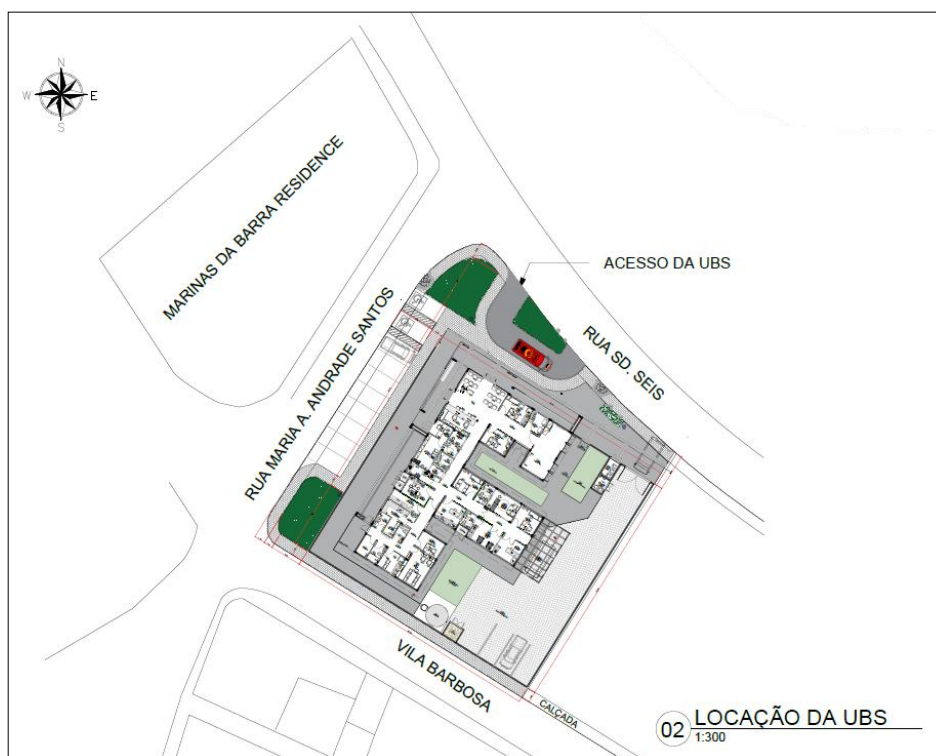 N
W
E
S
MARINAS DA BARRA RESIDENCE
ACESSO DA UBS
RUA MARIA A. ANDRADE SANTOS
RUA SD. SEIS
VILA BARBOSA
CALÇADA
02
LOCAÇÃO DA UBS
1:300